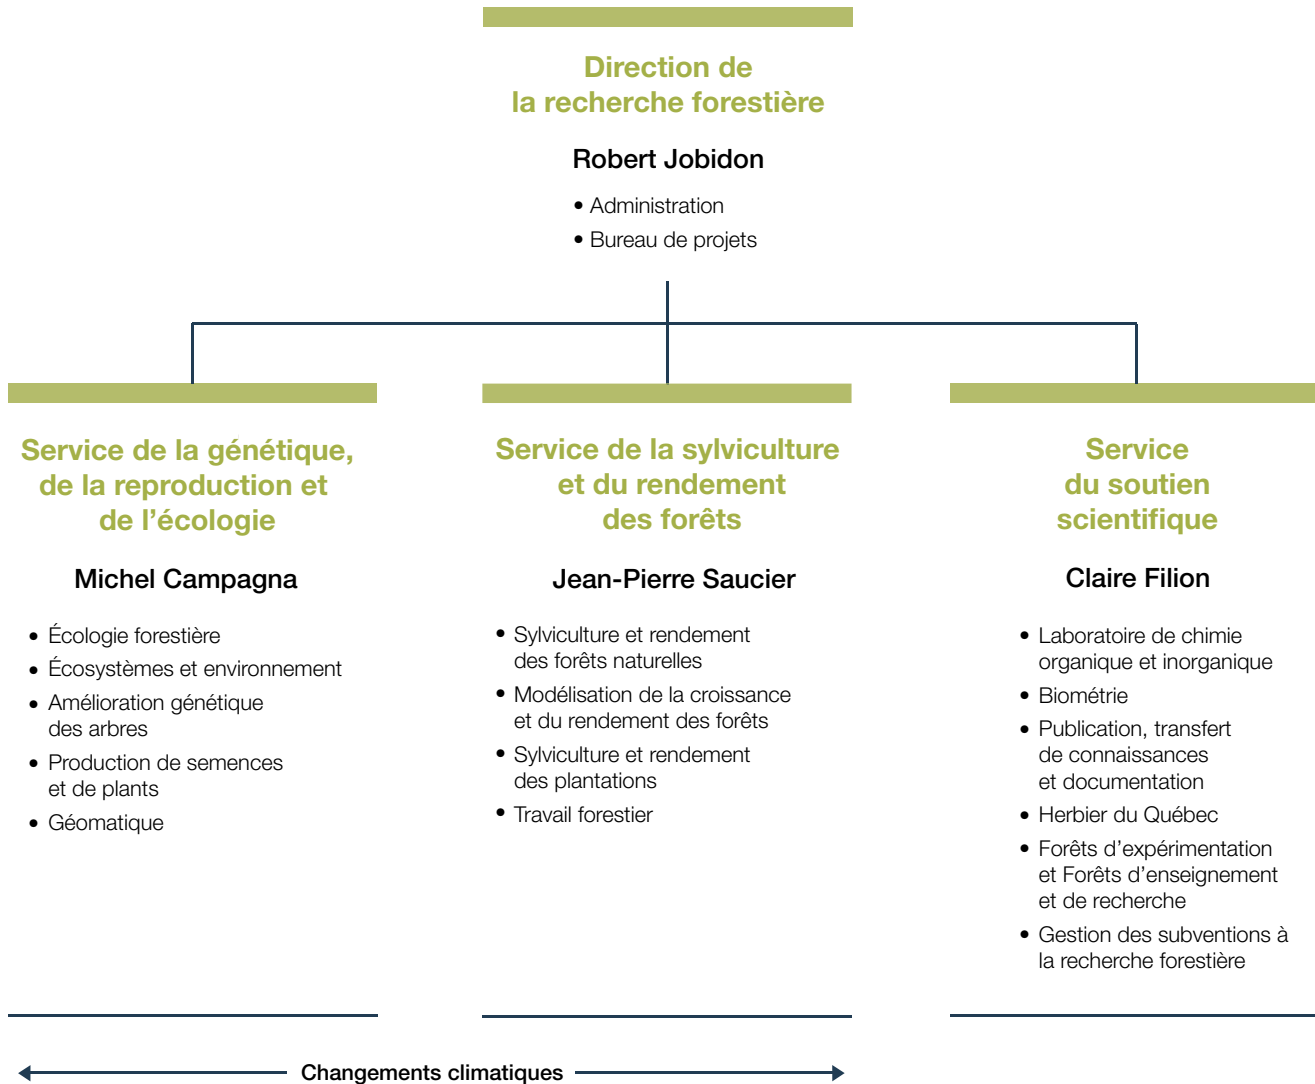 Direction de
la recherche forestière
Robert Jobidon
• Administration
• Bureau de projets
Service de la génétique,
de la reproduction et
de l’écologie
Michel Campagna
• Écologie forestière
• Écosystèmes et environnement
• Amélioration génétique
des arbres
• Production de semences
et de plants
• Géomatique
Service de la sylviculture
et du rendement
des forêts
Jean-Pierre Saucier
• Sylviculture et rendement
des forêts naturelles
• Modélisation de la croissance
et du rendement des forêts
• Sylviculture et rendement
des plantations
• Travail forestier
Service
du soutien
scientifique
Claire Filion
• Laboratoire de chimie
organique et inorganique
• Biométrie
• Publication, transfert
de connaissances
et documentation
• Herbier du Québec
• Forêts d’expérimentation
et Forêts d’enseignement
et de recherche
• Gestion des subventions à
la recherche forestière
Changements climatiques